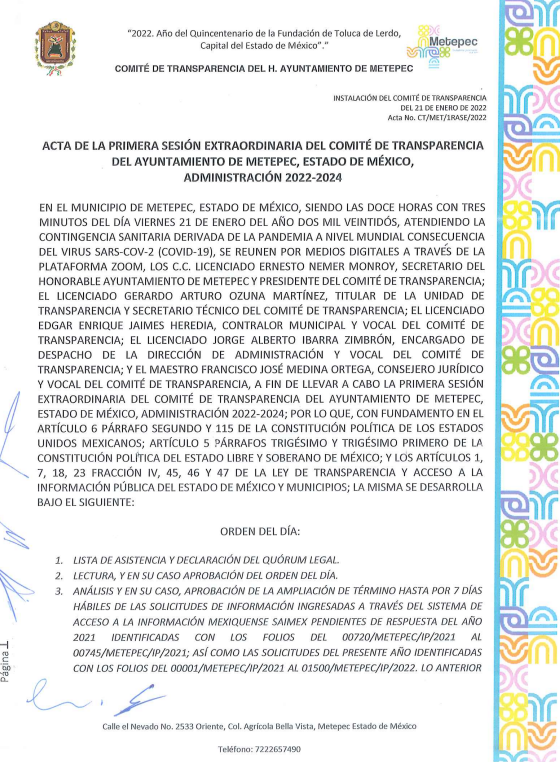 "2022. Año del Quincentenario de la Fundación de Toluca de Lerdo,
Capital del Estado de México"."
Metepec
COMITÉ DE TRANSPARENCIA DEL H. AYUNTAMIENTO DE METEPEC
INSTALACIÓN DEL COMITÉ DE TRANSPARENCIA
DEL 21 DE ENERO DE 2022
Acta No. CT/MET/1RASE/2022
ACTA DE LA PRIMERA SESIÓN EXTRAORDINARIA DEL COMITÉ DE TRANSPARENCIA
DEL AYUNTAMIENTO DE METEPEC, ESTADO DE MÉXICO,
ADMINISTRACIÓN 2022-2024
EN EL MUNICIPIO DE METEPEC, ESTADO DE MÉXICO, SIENDO LAS DOCE HORAS CON TRES
MINUTOS DEL DÍA VIERNES 21 DE ENERO DEL AÑO DOS MIL VEINTIDÓS, ATENDIENDO LA
CONTINGENCIA SANITARIA DERIVADA DE LA PANDEMIA A NIVEL MUNDIAL CONSECUENCIA
DEL VIRUS SARS-COV-2 (COVID-19), SE REUNEN POR MEDIOS DIGITALES A TRAVÉS DE LA
PLATAFORMA ZOOM, LOS C.C. LICENCIADO ERNESTO NEMER MONROY, SECRETARIO DEL
HONORABLE AYUNTAMIENTO DE METEPEC Y PRESIDENTE DEL COMITÉ DE TRANSPARENCIA;
EL LICENCIADO GERARDO ARTURO OZUNA MARTÍNEZ, TITULAR DE LA UNIDAD DE
TRANSPARENCIA Y SECRETARIO TÉCNICO DEL COMITÉ DE TRANSPARENCIA; EL LICENCIADO
EDGAR ENRIQUE JAIMES HEREDIA, CONTRALOR MUNICIPAL Y VOCAL DEL COMITÉ DE
TRANSPARENCIA; EL LICENCIADO JORGE ALBERTO IBARRA ZIMBRÓN, ENCARGADO DE
DESPACHO DE LA DIRECCIÓN DE ADMINISTRACIÓN Y VOCAL DEL COMITÉ DE
TRANSPARENCIA; Y EL MAESTRO FRANCISCO JOSÉ MEDINA ORTEGA, CONSEJERO JURÍDICO
Y VOCAL DEL COMITÉ DE TRANSPARENCIA, A FIN DE LLEVAR A CABO LA PRIMERA SESIÓN
EXTRAORDINARIA DEL COMITÉ DE TRANSPARENCIA DEL AYUNTAMIENTO DE METEPEC,
ESTADO DE MÉXICO, ADMINISTRACIÓN 2022-2024; POR LO QUE, CON FUNDAMENTO EN EL
ARTÍCULO 6 PÁRRAFO SEGUNDO Y 115 DE LA CONSTITUCIÓN POLÍTICA DE LOS ESTADOS
UNIDOS MEXICANOS; ARTÍCULO 5 PÁRRAFOS TRIGÉSIMO Y TRIGÉSIMO PRIMERO DE LA
CONSTITUCIÓN POLÍTICA DEL ESTADO LIBRE Y SOBERANO DE MÉXICO; Y LOS ARTÍCULOS 1,
7, 18, 23 FRACCIÓN IV, 45, 46 Y 47 DE LA LEY DE TRANSPARENCIA Y ACCESO A LA
INFORMACIÓN PÚBLICA DEL ESTADO DE MÉXICO Y MUNICIPIOS; LA MISMA SE DESARROLLA
BAJO EL SIGUIENTE:
ORDEN DEL DÍA:
1. LISTA DE ASISTENCIA Y DECLARACIÓN DEL QUÓRUM LEGAL.
2. LECTURA, Y EN SU CASO APROBACIÓN DEL ORDEN DEL DÍA.
3. ANÁLISIS Y EN SU CASO, APROBACIÓN DE LA AMPLIACIÓN DE TÉRMINO HASTA POR 7 DÍAS
HÁBILES DE LAS SOLICITUDES DE INFORMACIÓN INGRESADAS A TRAVÉS DEL SISTEMA DE
ACCESO A LA INFORMACIÓN MEXIQUENSE SAIMEX PENDIENTES DE RESPUESTA DEL AÑO
2021 IDENTIFICADAS CON LOS FOLIOS DEL 00720/METEPEC/IP/2021 AL
00745/METEPEC/IP/2021; ASÍ COMO LAS SOLICITUDES DEL PRESENTE AÑO IDENTIFICADAS
CON LOS FOLIOS DEL 00001/METEPEC/IP/2021 AL 01500/METEPEC/IP/2022. LO ANTERIOR
Página 1
Calle el Nevado No. 2533 Oriente, Col. Agrícola Bella Vista, Metepec Estado de México
Teléfono: 7222657490